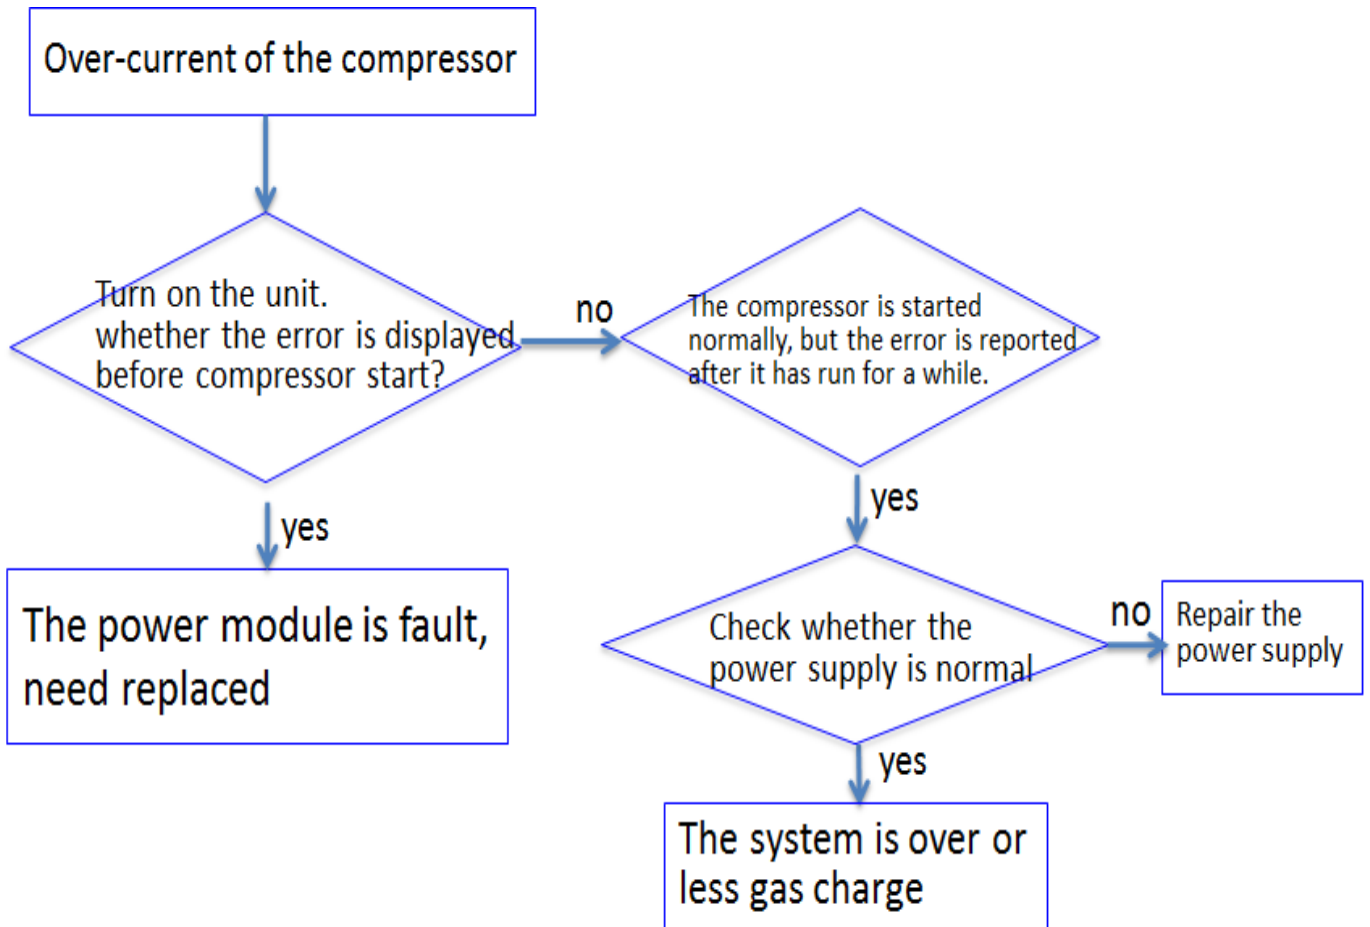 Over-current of the compressor
Turn on the unit.
whether the error is displayed
before compressor start?
no
The compressor is started
normally, but the error is reported
after it has run for a while.
yes
The power module is fault,
need replaced
yes
Check whether the
power supply is normal
no
Repair the
power supply
yes
The system is over or
less gas charge